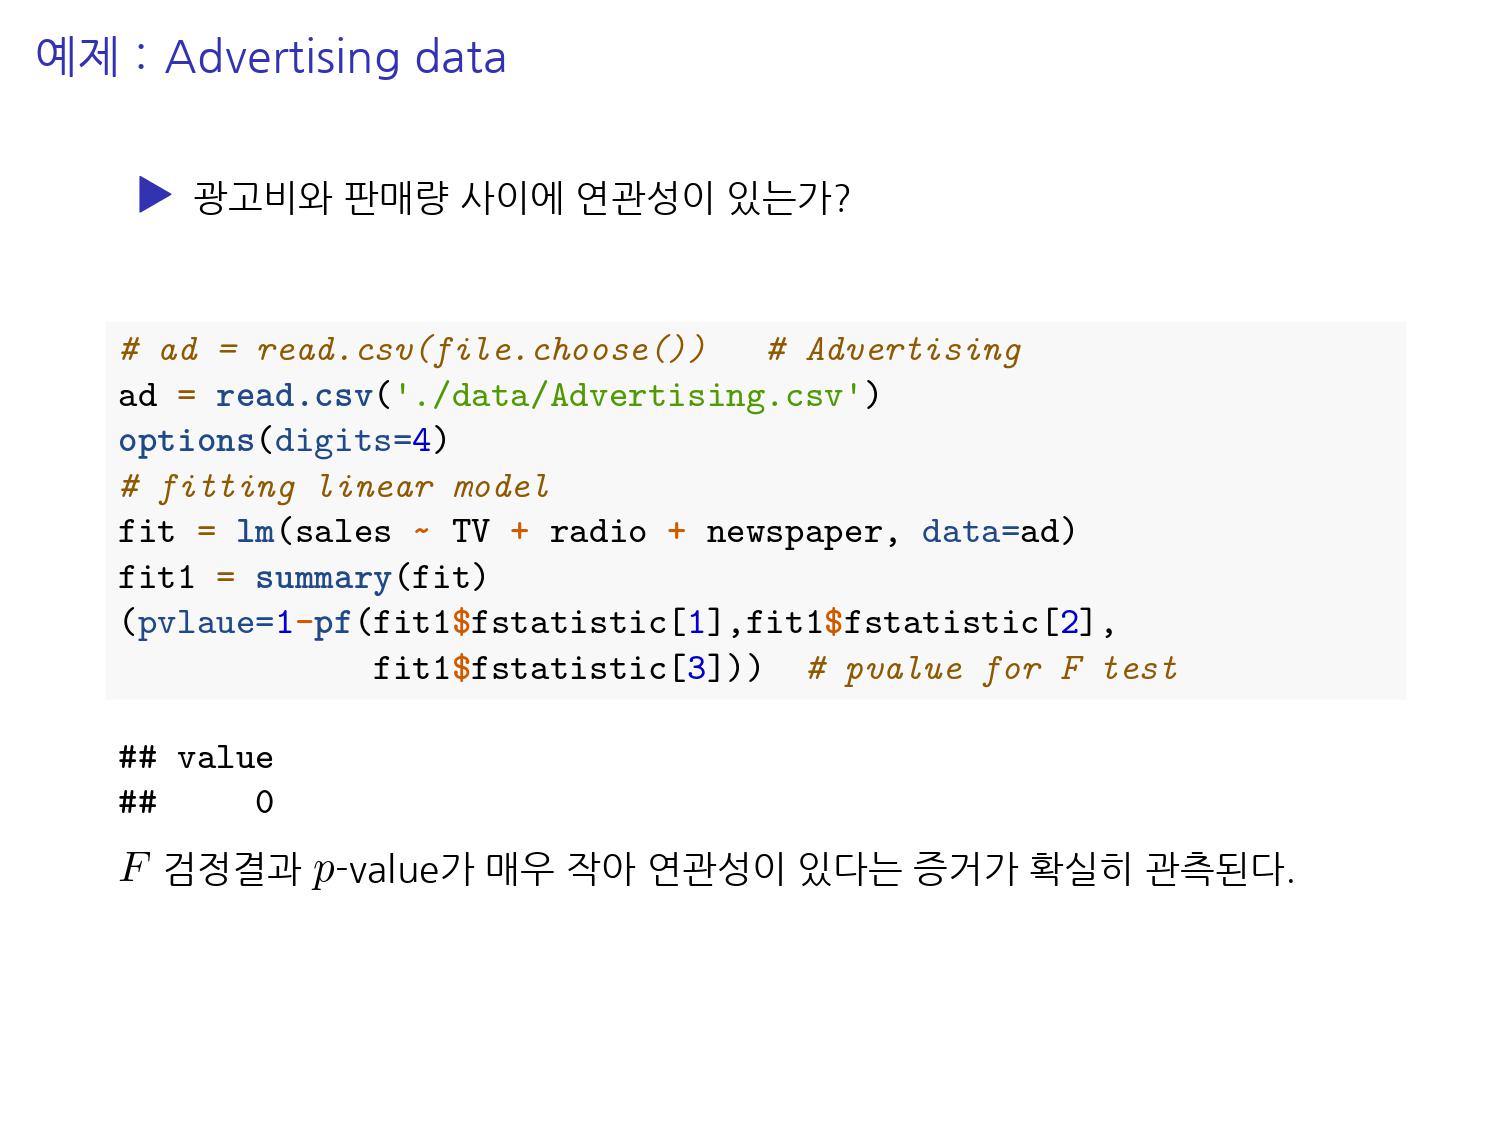 예제 : Advertising data
▶ 광고비와 판매량 사이에 연관성이 있는가?
# ad = read.csv(file.choose())   # Advertising
ad = read.csv('./data/Advertising.csv')
options(digits=4)
# fitting linear model
fit = lm(sales ~ TV + radio + newspaper, data=ad)
fit1 = summary(fit)
(pvlaue=1-pf(fit1$fstatistic[1],fit1$fstatistic[2],
             fit1$fstatistic[3]))  # pvalue for F test
## value
##     0
F 검정결과 p-value가 매우 작아 연관성이 있다는 증거가 확실히 관측된다.